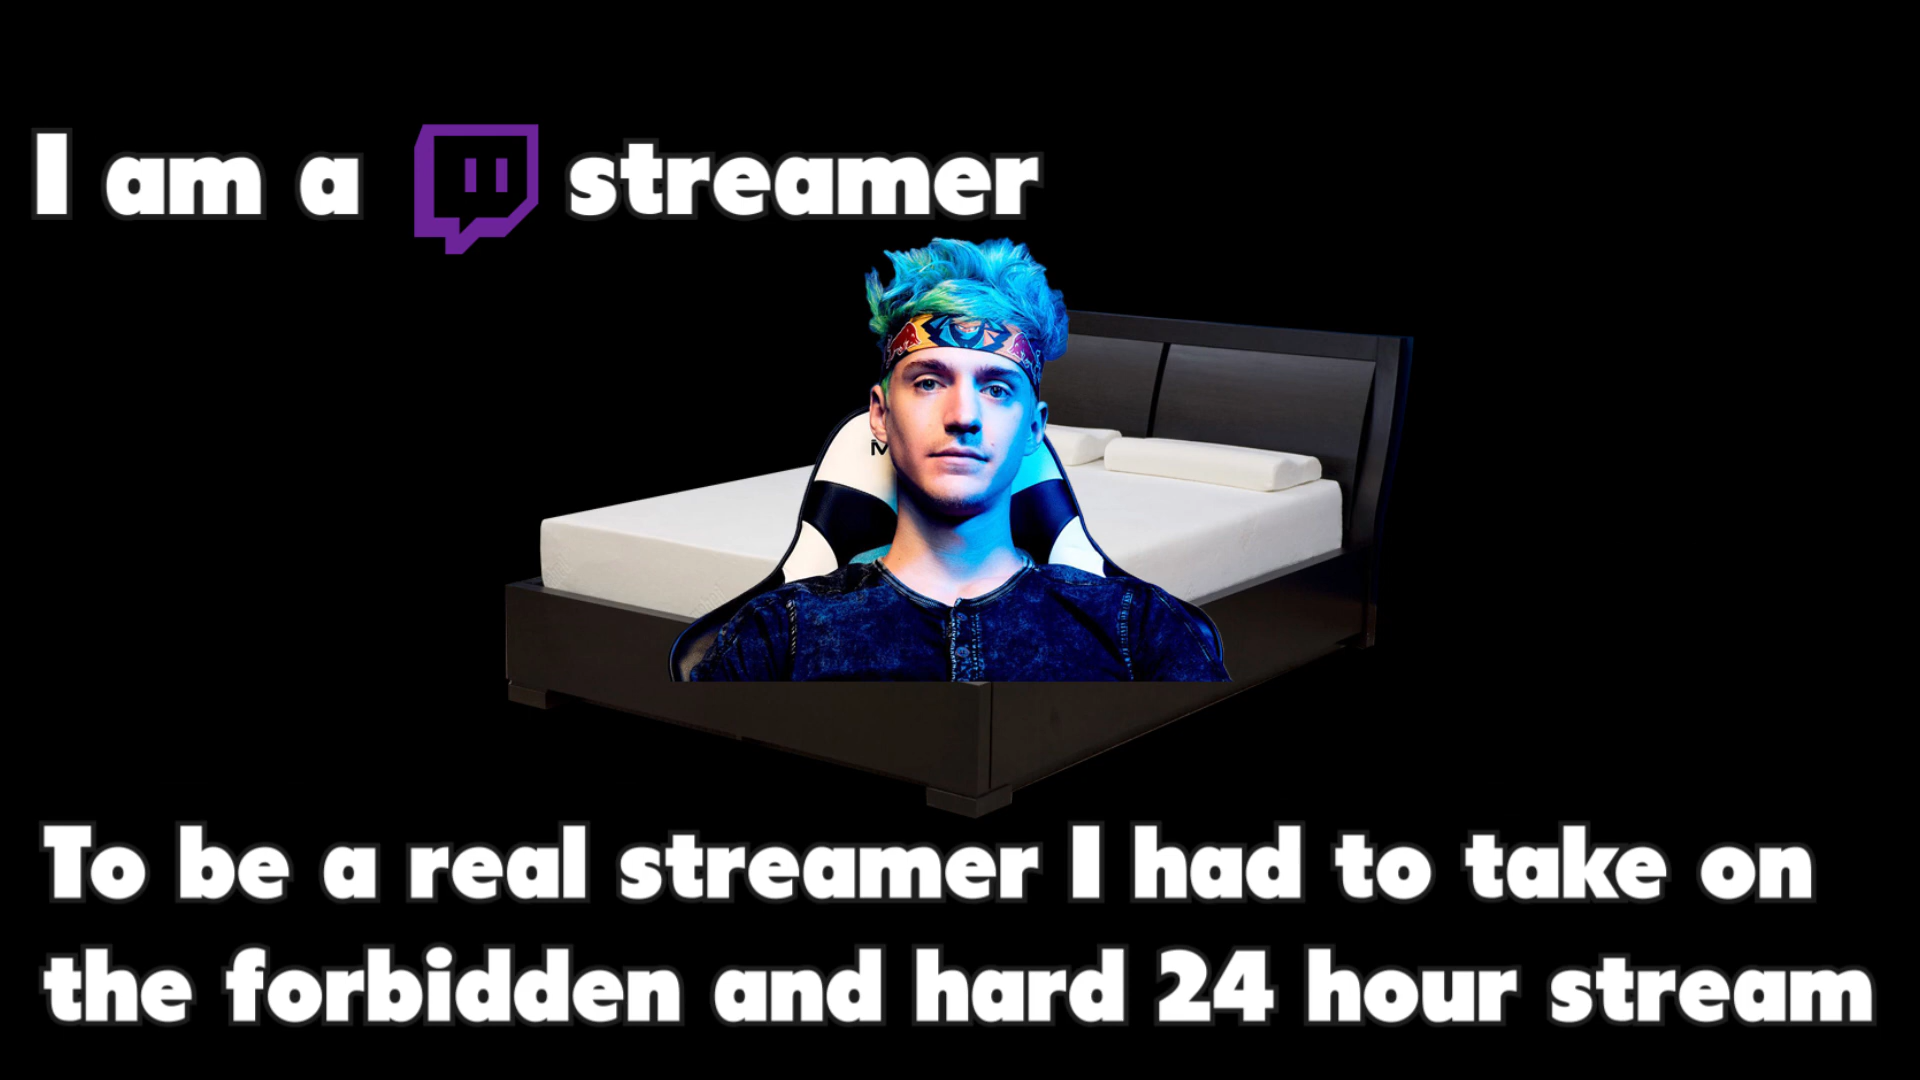 I am a streamer
To be a real streamer I had to take on
the forbidden and hard 24 hour stream